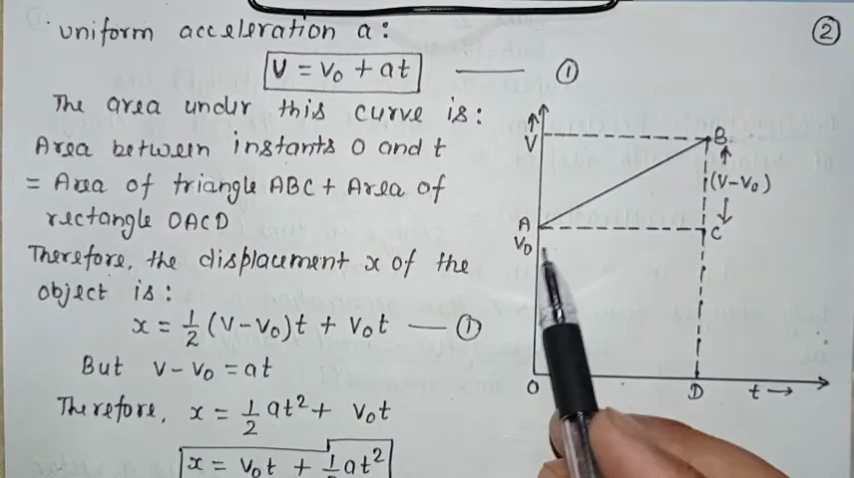 uniform acceleration a:
②
V = V₀ + at —— ①
The area under this curve is:
Area between instants 0 and t
= Area of triangle ABC + Area of
rectangle OACD
Therefore, the displacement x of the
object is:
x = 1/2 (V-V₀)t + V₀t — ①
But V-V₀ = at
Therefore, x = 1/2 at² + V₀t
x = V₀t + 1/2 at²
V
B
(V-V₀)
A
C
V₀
O
D
t →